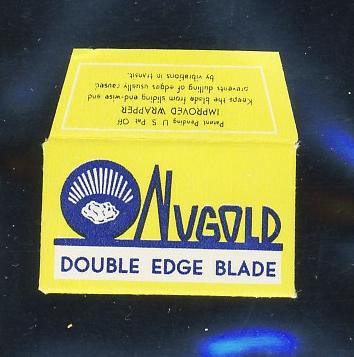 Patent Pending U S Pat Off
IMPROVED WRAPPER
Keeps the blade from sliding end-wise and
prevents dulling of edges usually caused
by vibrations in transit.
NUGOLD
DOUBLE EDGE BLADE